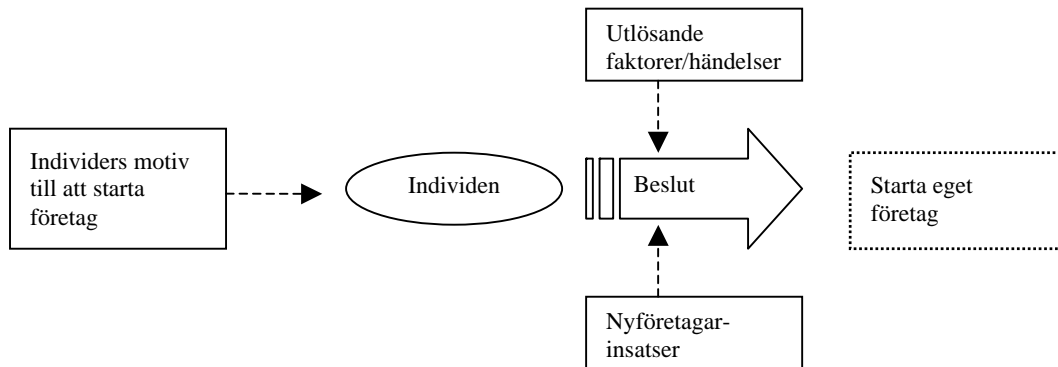 Utlösande
faktorer/händelser
Individers motiv
till att starta
företag
Individen
Beslut
Starta eget
företag
Nyföretagar-
insatser